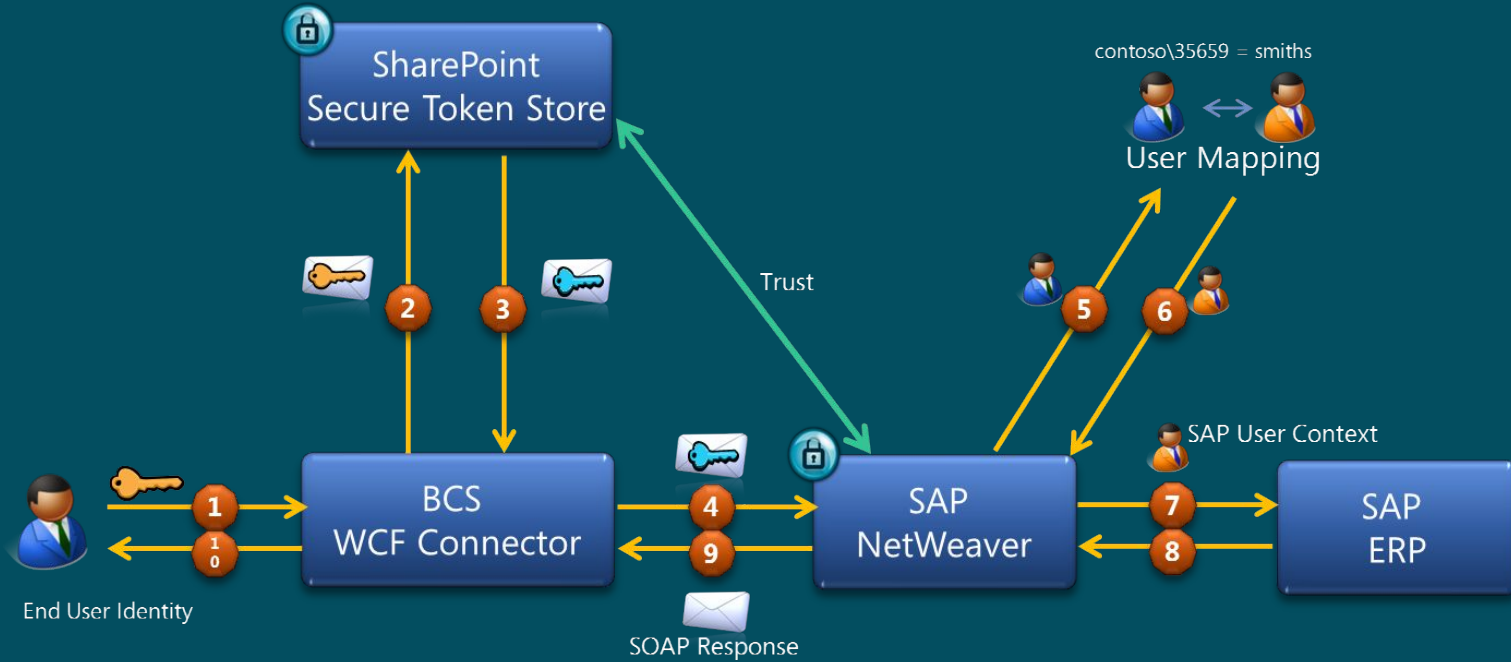 SharePoint
Secure Token Store
contoso\35659 = smiths
User Mapping
Trust
2
3
5
6
SAP User Context
1
BCS
WCF Connector
4
SAP
NetWeaver
7
SAP
ERP
10
9
8
End User Identity
SOAP Response